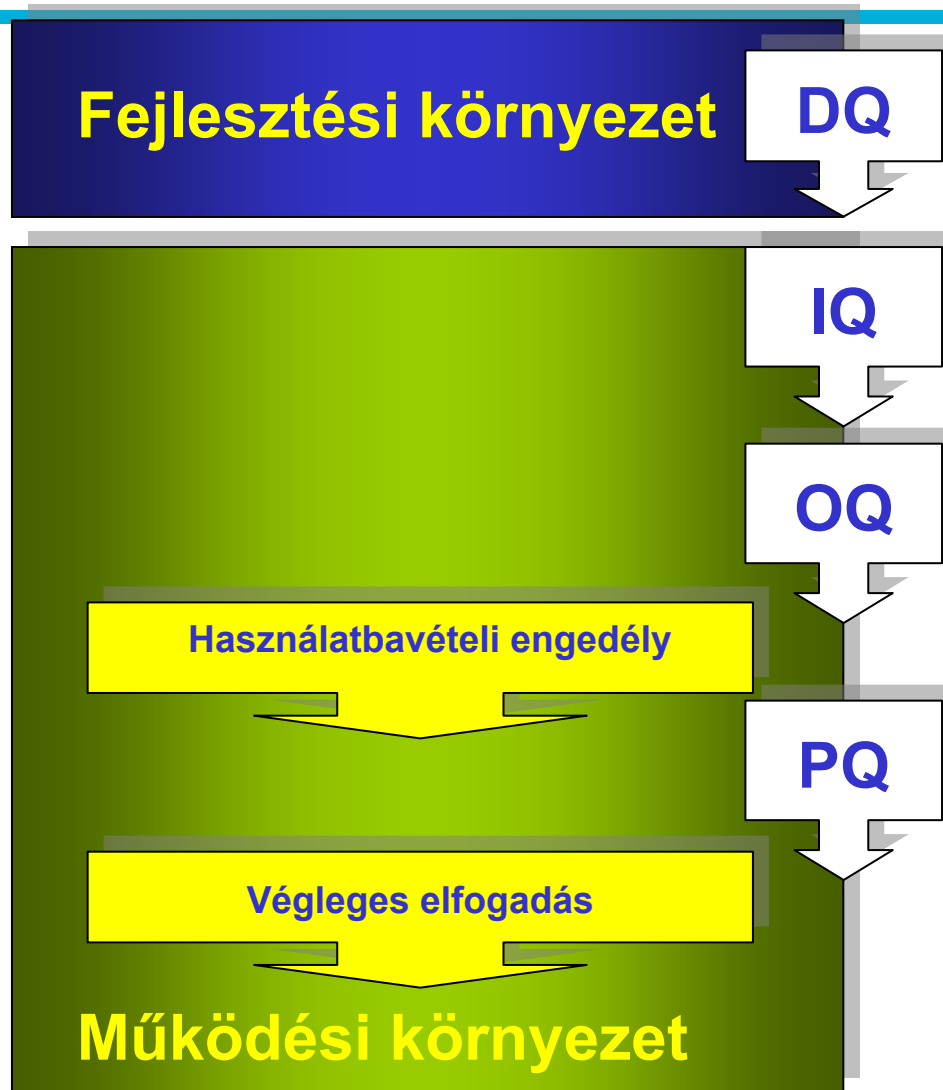 Fejlesztési környezet
DQ
IQ
OQ
Használatbavételi engedély
PQ
Végleges elfogadás
Működési környezet